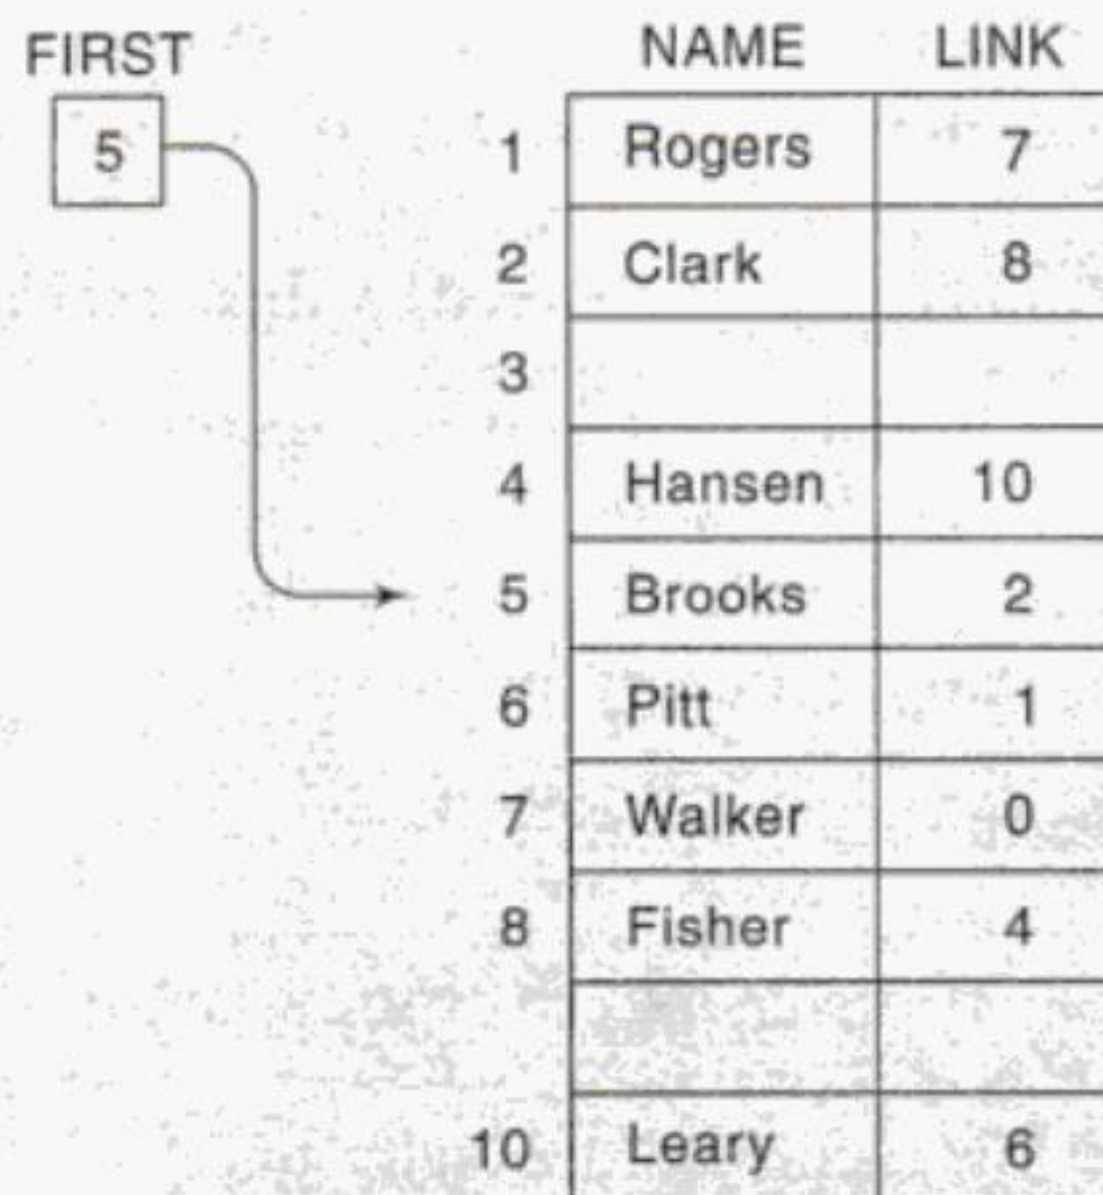 FIRST NAME LINK
5
1 Rogers 7
2 Clark 8
3
4 Hansen 10
5 Brooks 2
6 Pitt 1
7 Walker 0
8 Fisher 4
10 Leary 6